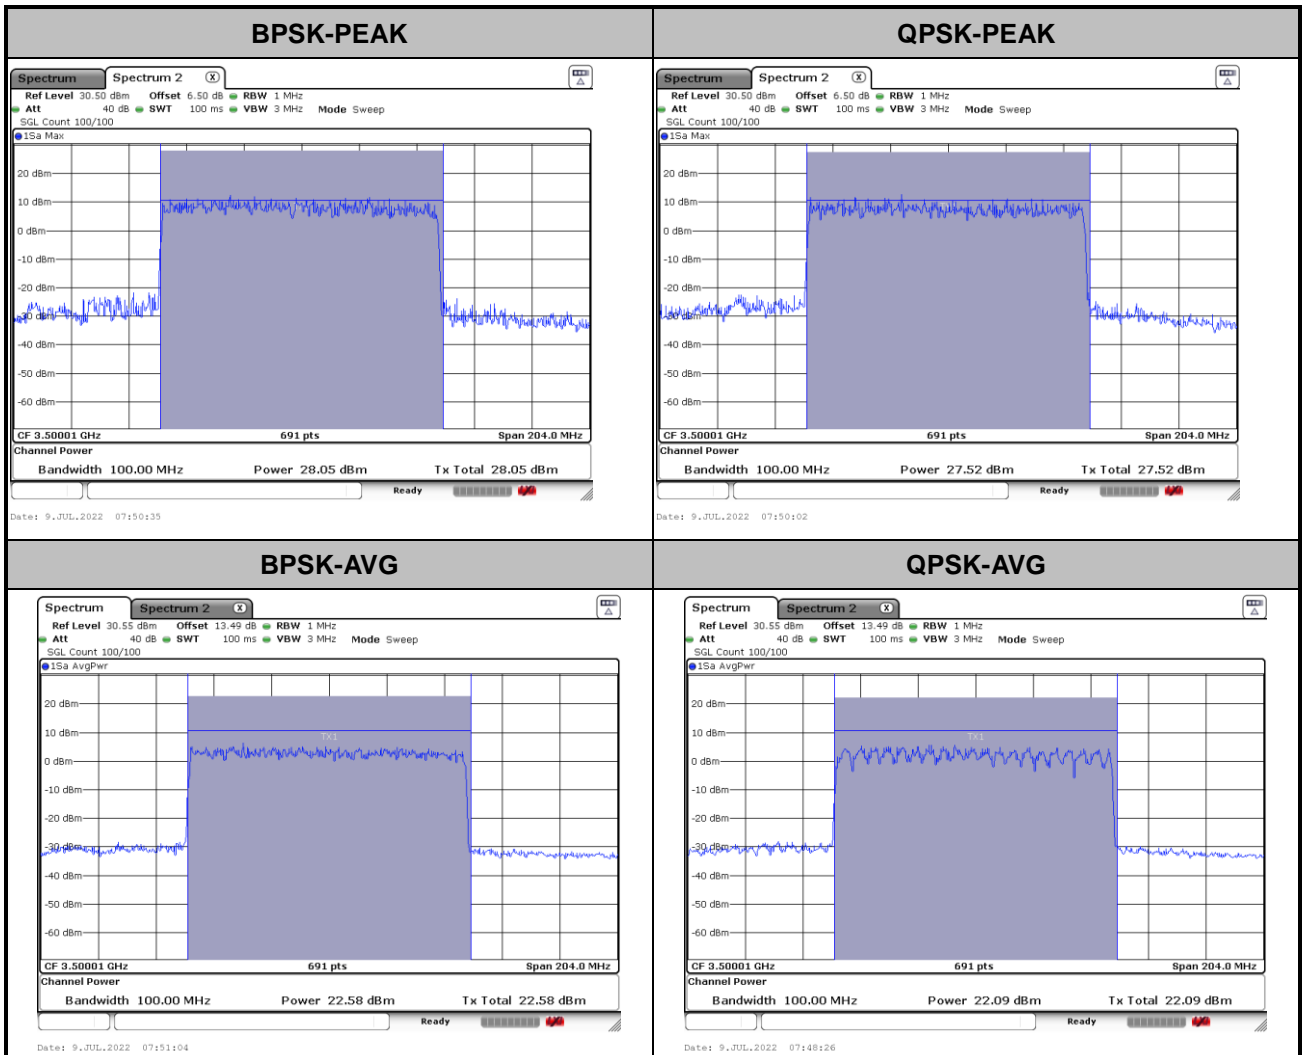 BPSK-PEAK
QPSK-PEAK
Spectrum Spectrum 2 X
Ref Level 30.50 dBm Offset 6.50 dB RBW 1 MHz
Att 40 dB SWT 100 ms VBW 3 MHz Mode Sweep
SGL Count 100/100
1Sa Max
20 dBm
10 dBm
0 dBm
-10 dBm
-20 dBm
-30 dBm
-40 dBm
-50 dBm
-60 dBm
CF 3.50001 GHz 691 pts Span 204.0 MHz
Channel Power
Bandwidth 100.00 MHz Power 28.05 dBm Tx Total 28.05 dBm
Ready
Date: 9.JUL.2022 07:50:35
Spectrum Spectrum 2 X
Ref Level 30.50 dBm Offset 6.50 dB RBW 1 MHz
Att 40 dB SWT 100 ms VBW 3 MHz Mode Sweep
SGL Count 100/100
1Sa Max
20 dBm
10 dBm
0 dBm
-10 dBm
-20 dBm
-30 dBm
-40 dBm
-50 dBm
-60 dBm
CF 3.50001 GHz 691 pts Span 204.0 MHz
Channel Power
Bandwidth 100.00 MHz Power 27.52 dBm Tx Total 27.52 dBm
Ready
Date: 9.JUL.2022 07:50:02
BPSK-AVG
QPSK-AVG
Spectrum Spectrum 2 X
Ref Level 30.55 dBm Offset 13.49 dB RBW 1 MHz
Att 40 dB SWT 100 ms VBW 3 MHz Mode Sweep
SGL Count 100/100
1Sa AvgPwr
20 dBm
10 dBm
TX1
0 dBm
-10 dBm
-20 dBm
-30 dBm
-40 dBm
-50 dBm
-60 dBm
CF 3.50001 GHz 691 pts Span 204.0 MHz
Channel Power
Bandwidth 100.00 MHz Power 22.58 dBm Tx Total 22.58 dBm
Ready
Date: 9.JUL.2022 07:51:04
Spectrum Spectrum 2 X
Ref Level 30.55 dBm Offset 13.49 dB RBW 1 MHz
Att 40 dB SWT 100 ms VBW 3 MHz Mode Sweep
SGL Count 100/100
1Sa AvgPwr
20 dBm
10 dBm
TX1
0 dBm
-10 dBm
-20 dBm
-30 dBm
-40 dBm
-50 dBm
-60 dBm
CF 3.50001 GHz 691 pts Span 204.0 MHz
Channel Power
Bandwidth 100.00 MHz Power 22.09 dBm Tx Total 22.09 dBm
Ready
Date: 9.JUL.2022 07:48:26